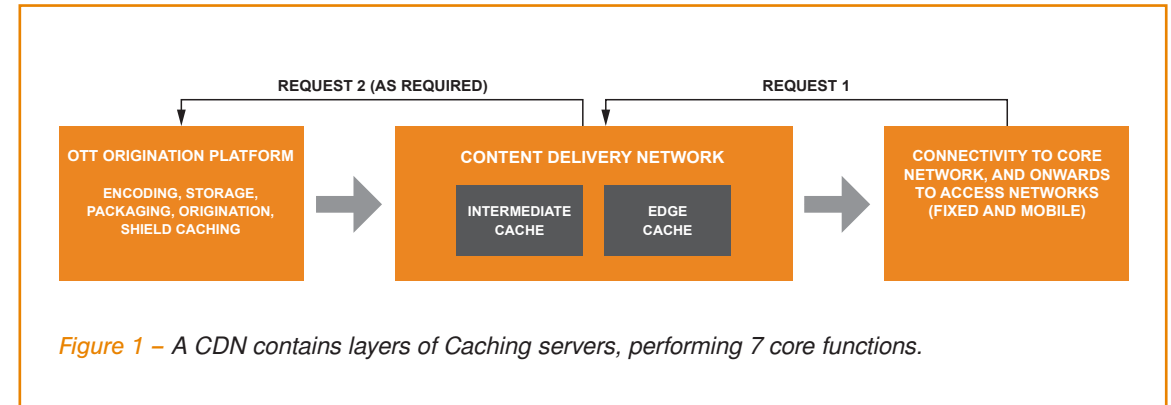 REQUEST 2 (AS REQUIRED)
REQUEST 1
OTT ORIGINATION PLATFORM
ENCODING, STORAGE,
PACKAGING, ORIGINATION,
SHIELD CACHING
CONTENT DELIVERY NETWORK
INTERMEDIATE
CACHE
EDGE
CACHE
CONNECTIVITY TO CORE
NETWORK, AND ONWARDS
TO ACCESS NETWORKS
(FIXED AND MOBILE)
Figure 1 – A CDN contains layers of Caching servers, performing 7 core functions.